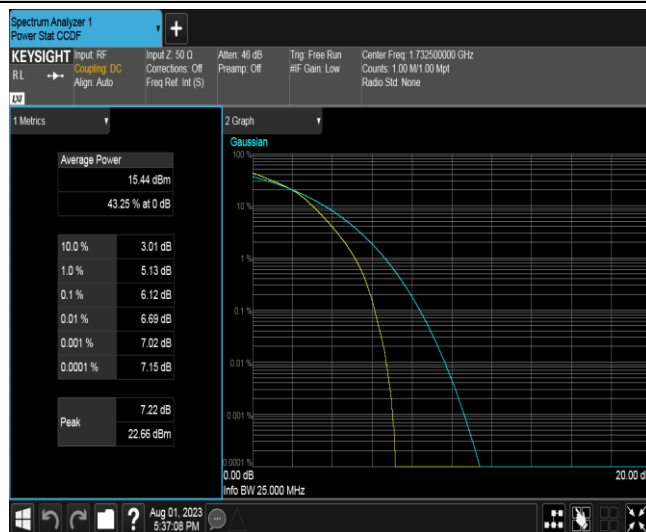 Spectrum Analyzer 1
Power Stat CCDF
KEYSIGHT
RL
LXI
Input: RF
Coupling: DC
Align: Auto
Input Z: 50 Ω
Corrections: Off
Freq Ref: Int (S)
Atten: 46 dB
Preamp: Off
Trig: Free Run
#IF Gain: Low
Center Freq: 1.732500000 GHz
Counts: 1.00 M/1.00 Mpt
Radio Std: None
1 Metrics
Average Power
15.44 dBm
43.25 % at 0 dB
10.0 % 3.01 dB
1.0 % 5.13 dB
0.1 % 6.12 dB
0.01 % 6.69 dB
0.001 % 7.02 dB
0.0001 % 7.15 dB
Peak
7.22 dB
22.66 dBm
2 Graph
Gaussian
100 %
10 %
1 %
0.1 %
0.01 %
0.001 %
0.0001 %
0.00 dB
20.00 d
Info BW 25.000 MHz
?
Aug 01, 2023
5:37:08 PM